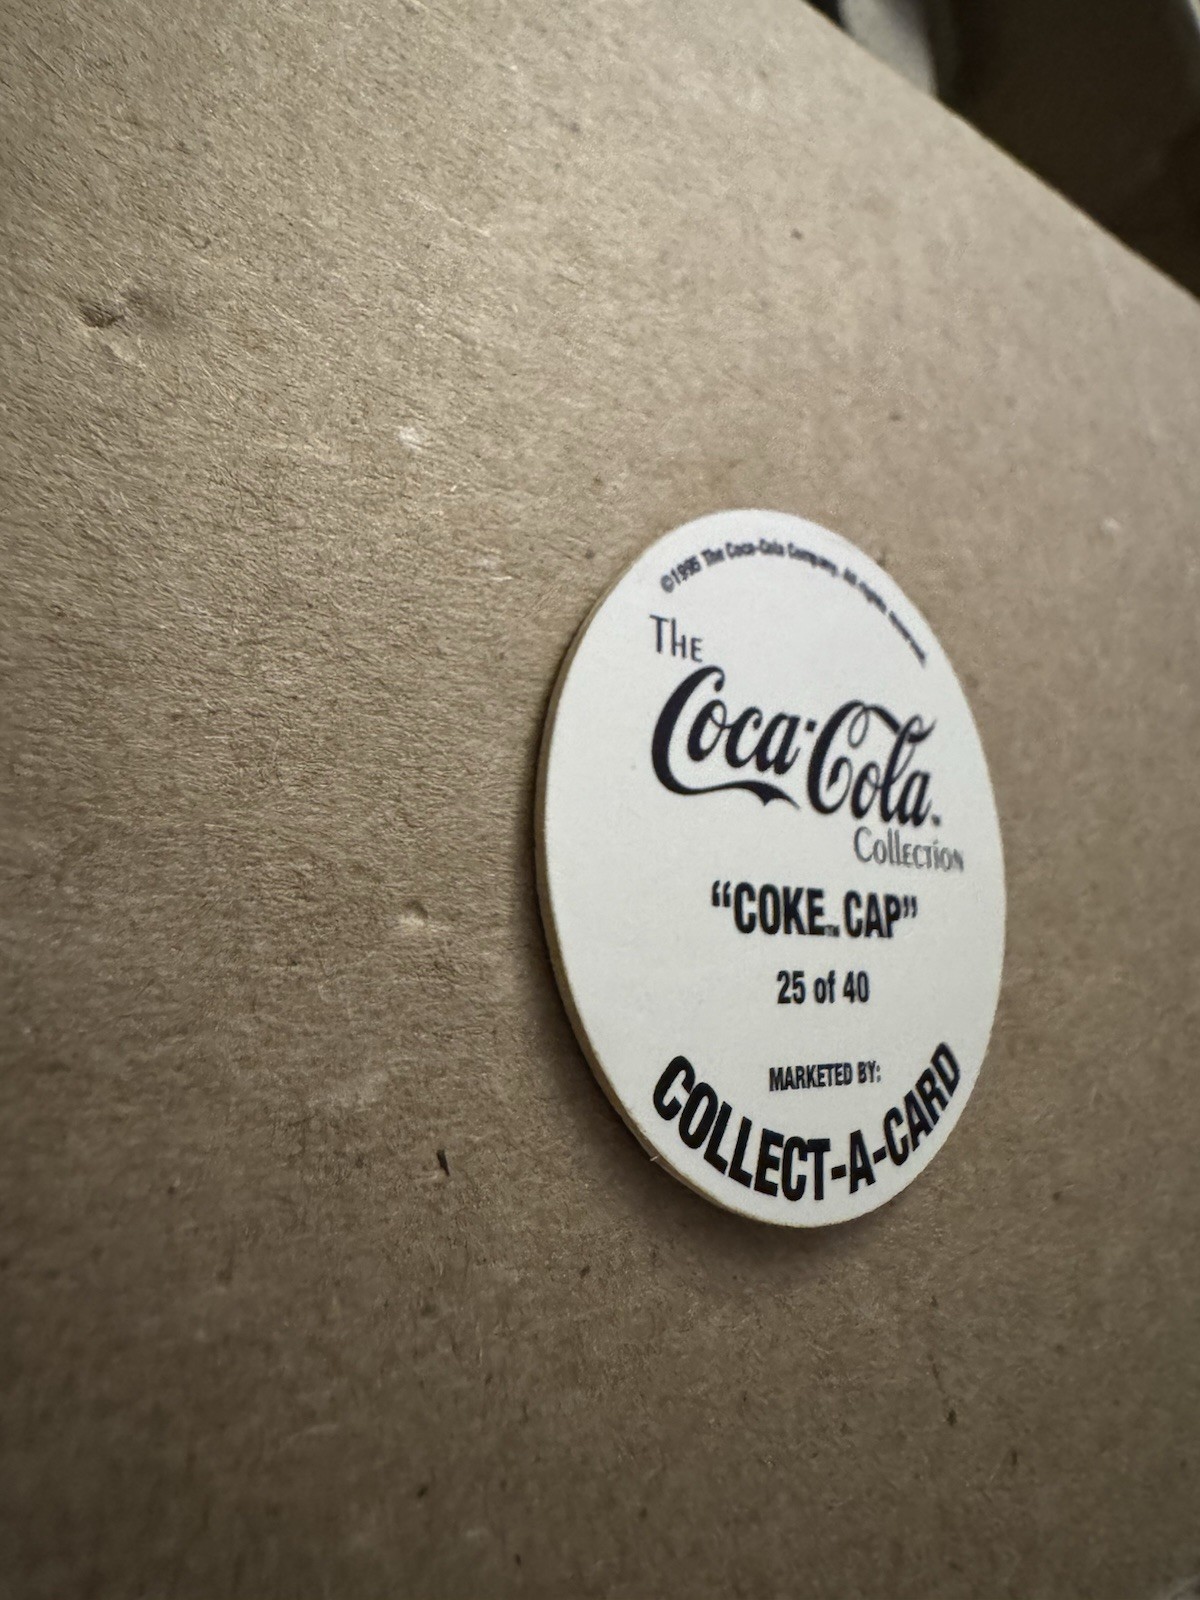 ©1995 The Coca-Cola Company. All rights reserved.
THE
Coca-Cola
Collection
“COKE™ CAP”
25 of 40
MARKETED BY:
COLLECT-A-CARD